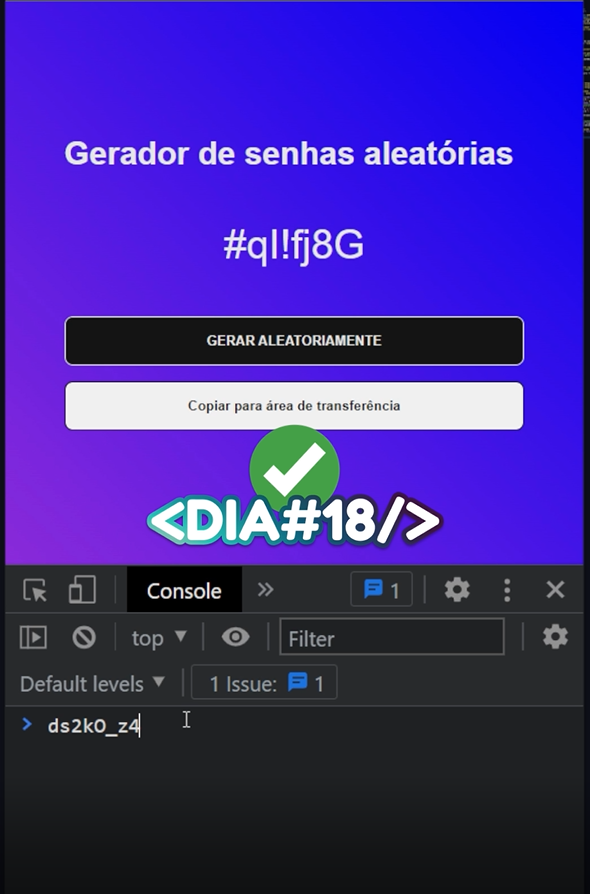 Gerador de senhas aleatórias
#qI!fj8G
GERAR ALEATORIAMENTE
Copiar para área de transferência
<DIA#18/>
Console
1
top
Filter
Default levels
1 Issue: 1
> ds2kO_z4